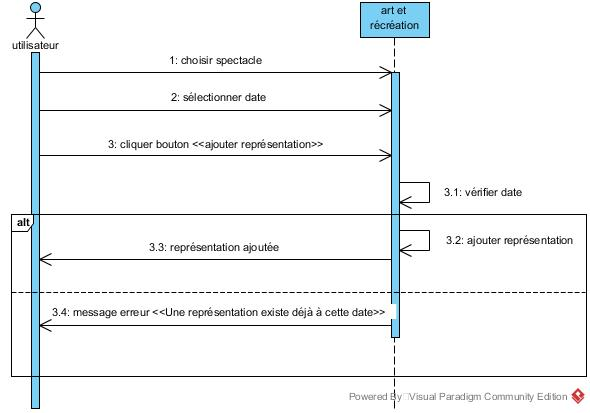 art et
récréation
utilisateur
1: choisir spectacle
2: sélectionner date
3: cliquer bouton <<ajouter représentation>>
3.1: vérifier date
alt
3.2: ajouter représentation
3.3: représentation ajoutée
3.4: message erreur <<Une représentation existe déjà à cette date>>
Powered By Visual Paradigm Community Edition